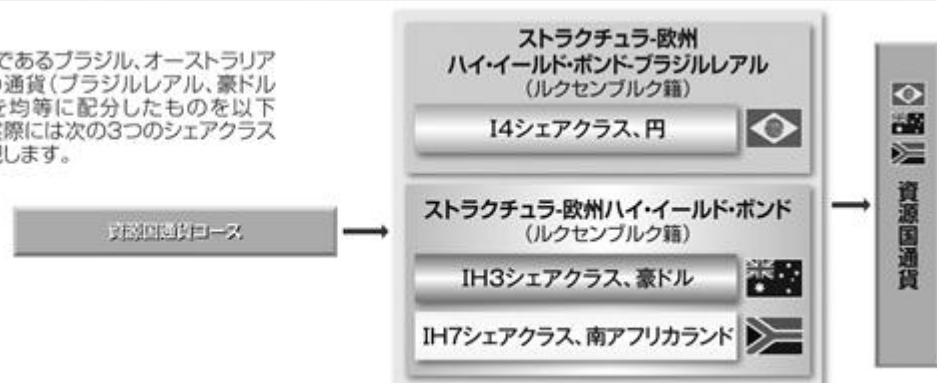 であるブラジル、オーストラリア
通貨(ブラジルレアル、豪ドル
を均等に配分したものを以下
際には次の3つのシェアクラス
します。
資源国通貨コース
ストラクチュラ-欧州
ハイ・イールド・ボンド-ブラジルレアル
(ルクセンブルク籍)
I4シェアクラス、円
ストラクチュラ-欧州ハイ・イールド・ボンド
(ルクセンブルク籍)
IH3シェアクラス、豪ドル
IH7シェアクラス、南アフリカランド
資源国通貨